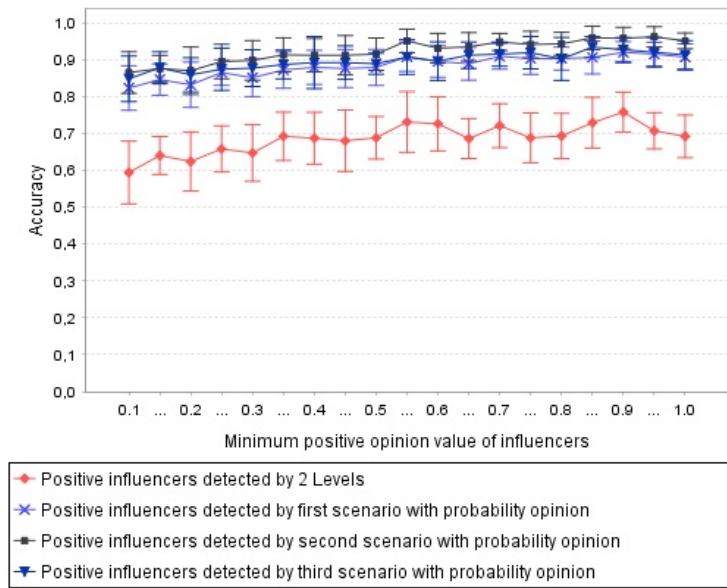 1,0
0,9
0,8
0,7
0,6
0,5
0,4
0,3
0,2
0,1
0,0
Accuracy
0.1 ... 0.2 ... 0.3 ... 0.4 ... 0.5 ... 0.6 ... 0.7 ... 0.8 ... 0.9 ... 1.0
Minimum positive opinion value of influencers
Positive influencers detected by 2 Levels
Positive influencers detected by first scenario with probability opinion
Positive influencers detected by second scenario with probability opinion
Positive influencers detected by third scenario with probability opinion